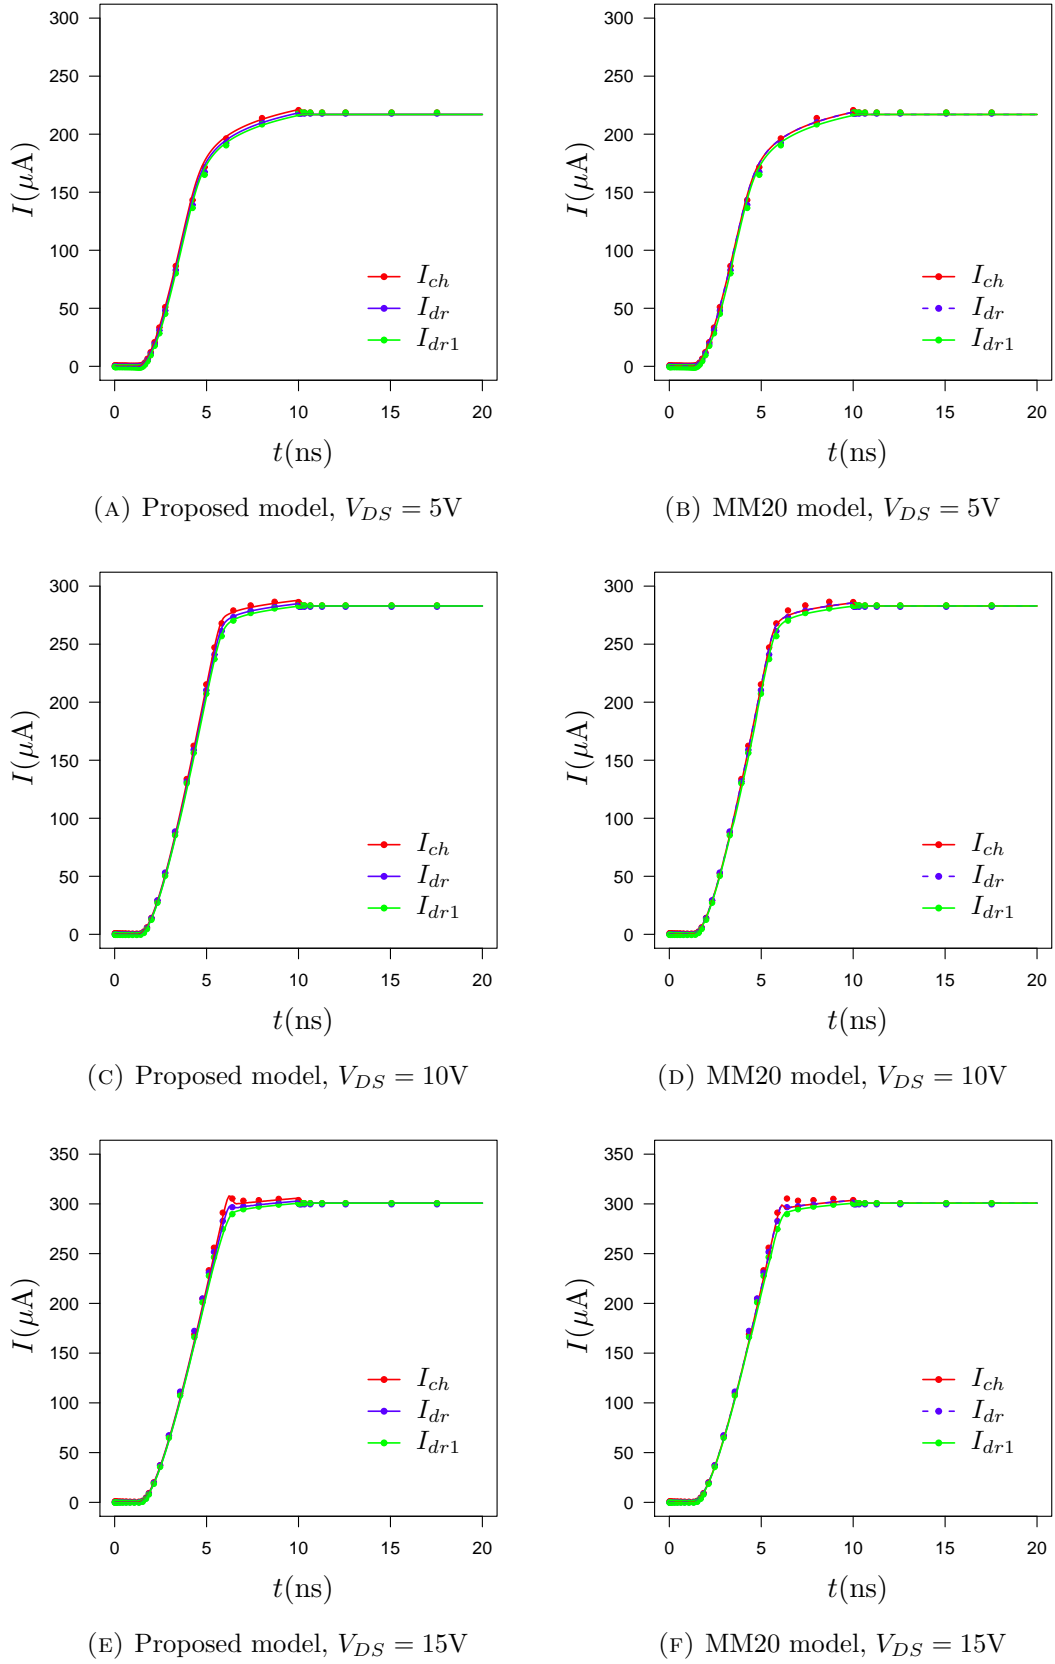 300
250
200
150
100
50
0
I(μA)
I_ch
I_dr
I_dr1
0 5 10 15 20
t(ns)
(A) Proposed model, V_DS = 5V
300
250
200
150
100
50
0
I(μA)
I_ch
I_dr
I_dr1
0 5 10 15 20
t(ns)
(B) MM20 model, V_DS = 5V
300
250
200
150
100
50
0
I(μA)
I_ch
I_dr
I_dr1
0 5 10 15 20
t(ns)
(C) Proposed model, V_DS = 10V
300
250
200
150
100
50
0
I(μA)
I_ch
I_dr
I_dr1
0 5 10 15 20
t(ns)
(D) MM20 model, V_DS = 10V
350
300
250
200
150
100
50
0
I(μA)
I_ch
I_dr
I_dr1
0 5 10 15 20
t(ns)
(E) Proposed model, V_DS = 15V
350
300
250
200
150
100
50
0
I(μA)
I_ch
I_dr
I_dr1
0 5 10 15 20
t(ns)
(F) MM20 model, V_DS = 15V